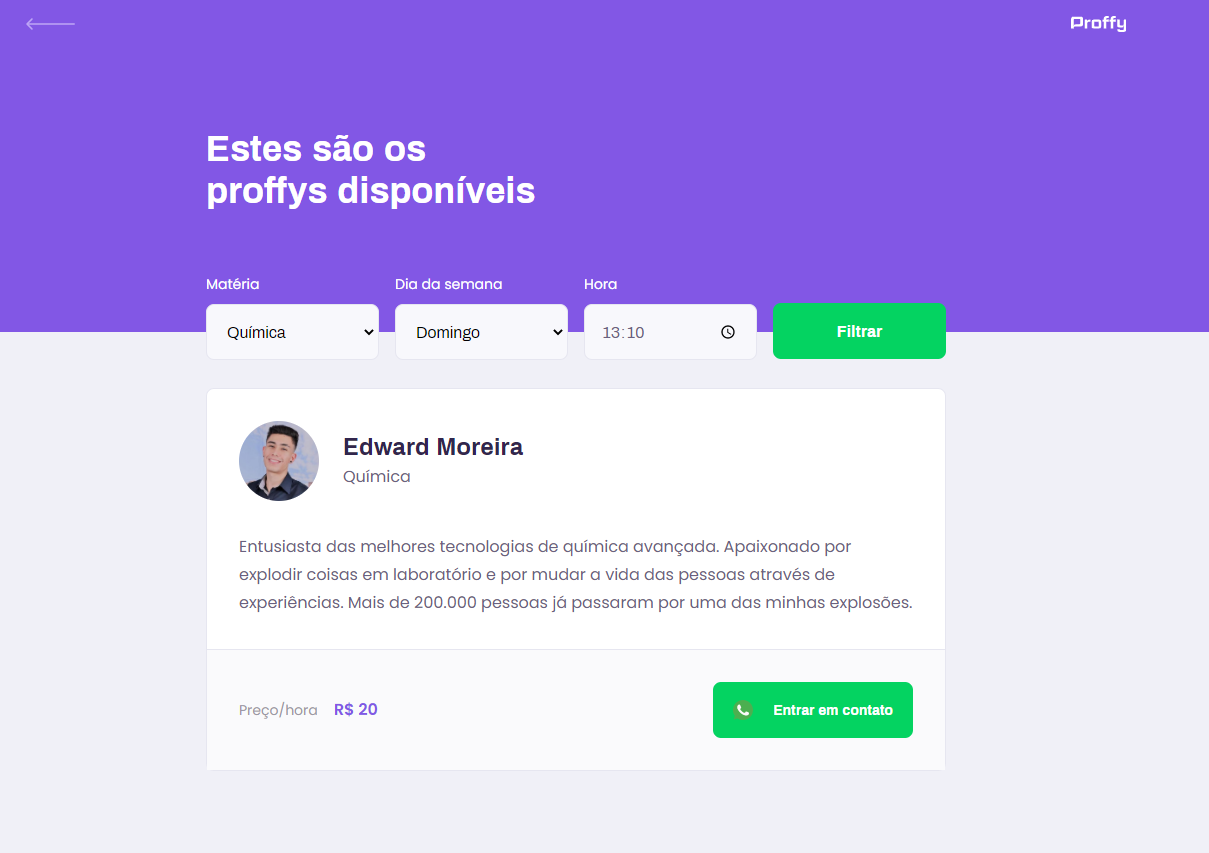 Proffy
Estes são os
proffys disponíveis
Matéria
Dia da semana
Hora
Química
Domingo
13:10
Filtrar
Edward Moreira
Química
Entusiasta das melhores tecnologias de química avançada. Apaixonado por
explodir coisas em laboratório e por mudar a vida das pessoas através de
experiências. Mais de 200.000 pessoas já passaram por uma das minhas explosões.
Preço/hora R$ 20
Entrar em contato